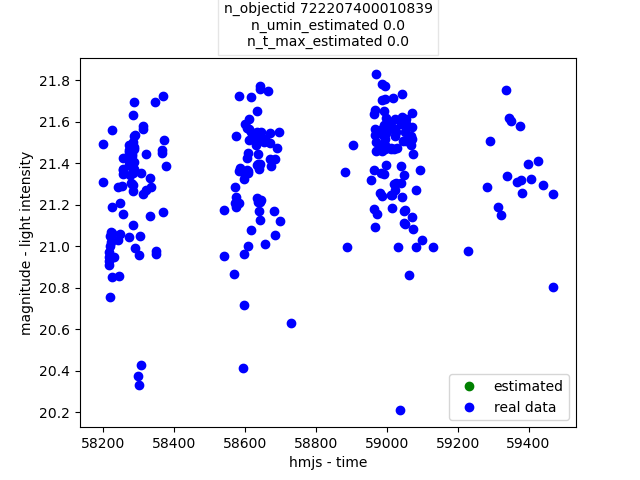 n_objectid 722207400010839
n_umin_estimated 0.0
n_t_max_estimated 0.0
21.8
21.6
21.4
21.2
21.0
20.8
20.6
20.4
20.2
magnitude - light intensity
estimated
real data
58200 58400 58600 58800 59000 59200 59400
hmjs - time